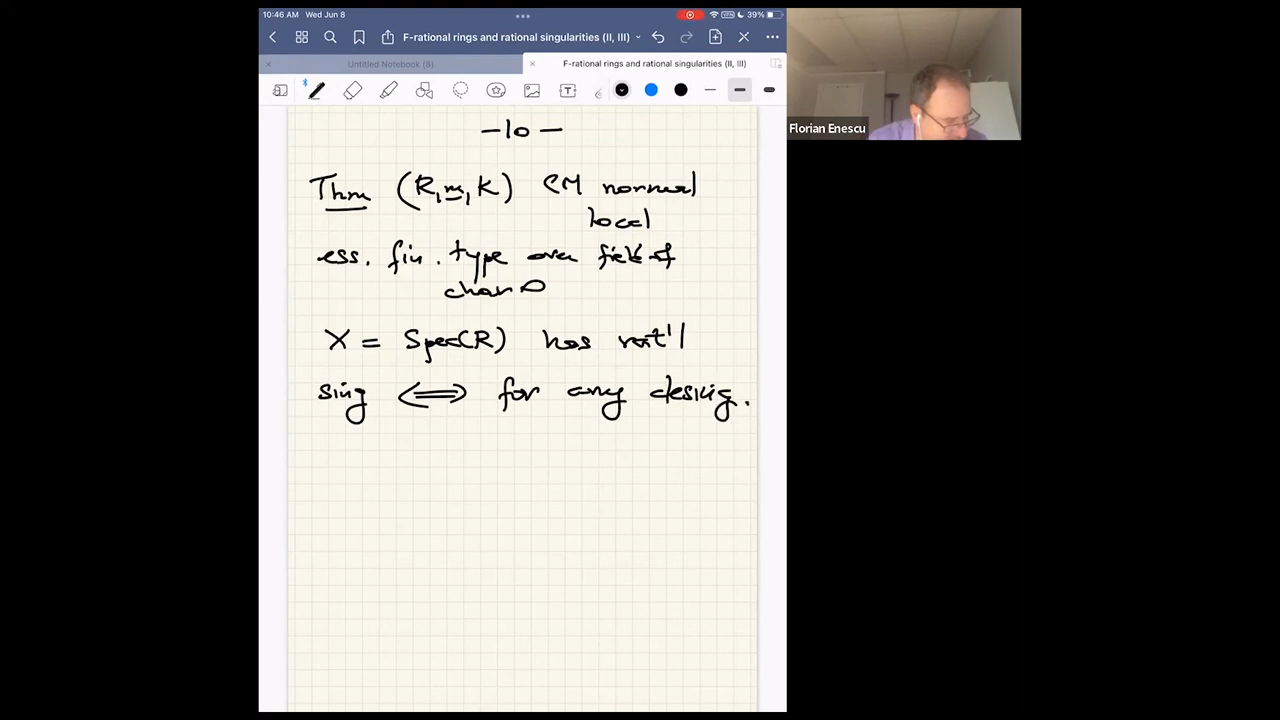 10:46 AM Wed Jun 8
39%
F-rational rings and rational singularities (II, III)
Untitled Notebook (8)
F-rational rings and rational singularities (II, III)
Florian Enescu
-10-
Thm (R, m, K) CM normal
local
ess. fin. type over field of
char 0
X = Spec(R) has rat'l
sing ⟺ for any desing.